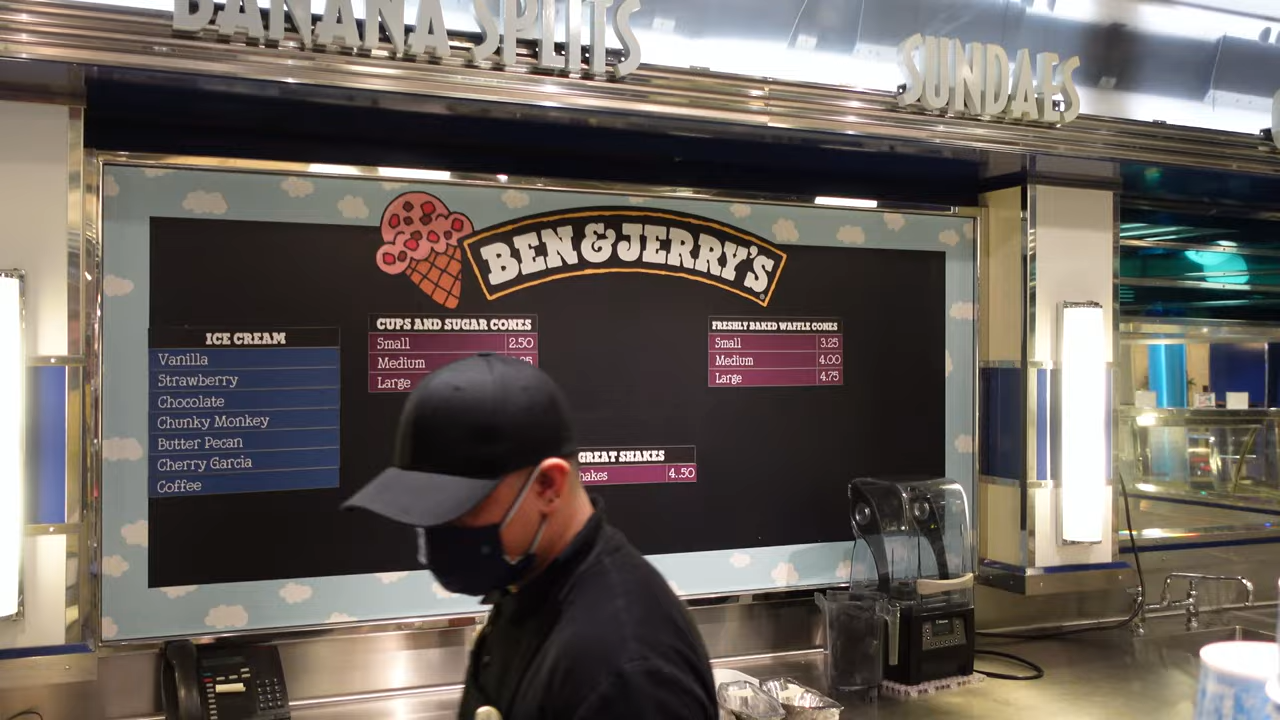 BANANA SPLITS
SUNDAES
BEN & JERRY'S
ICE CREAM
Vanilla
Strawberry
Chocolate
Chunky Monkey
Butter Pecan
Cherry Garcia
Coffee
CUPS AND SUGAR CONES
Small 2.50
Medium
Large
FRESHLY BAKED WAFFLE CONES
Small 3.25
Medium 4.00
Large 4.75
GREAT SHAKES
hakes 4.50